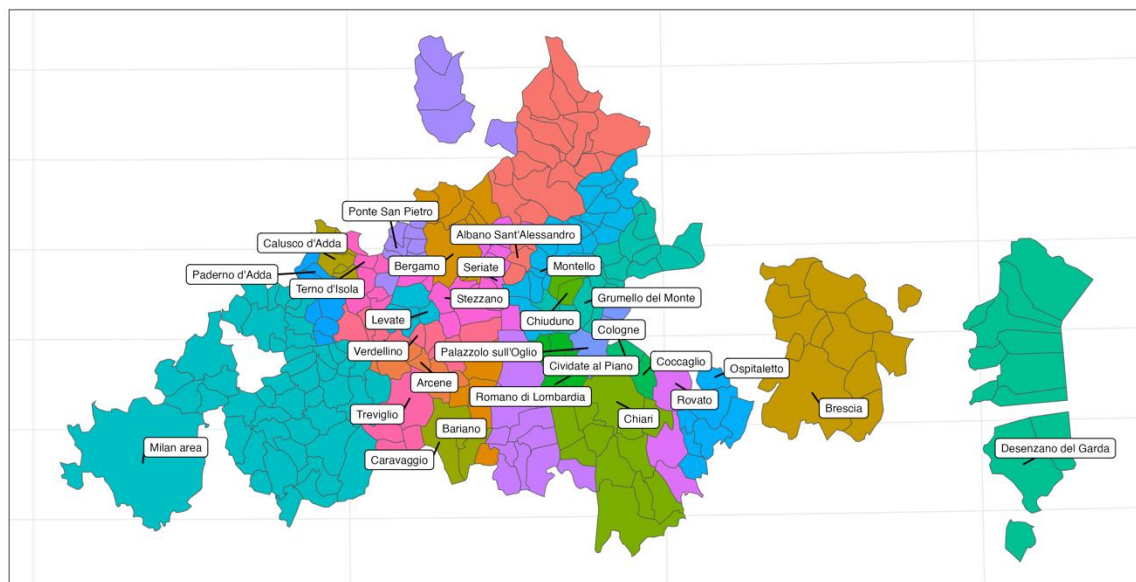 Ponte San Pietro
Albano Sant'Alessandro
Calusco d'Adda
Paderno d'Adda
Bergamo
Seriate
Montello
Terno d'Isola
Stezzano
Grumello del Monte
Levate
Chiuduno
Cologne
Verdellino
Palazzolo sull'Oglio
Cividate al Piano
Coccaglio
Ospitaletto
Arcene
Romano di Lombardia
Rovato
Treviglio
Chiari
Brescia
Bariano
Milan area
Caravaggio
Desenzano del Garda